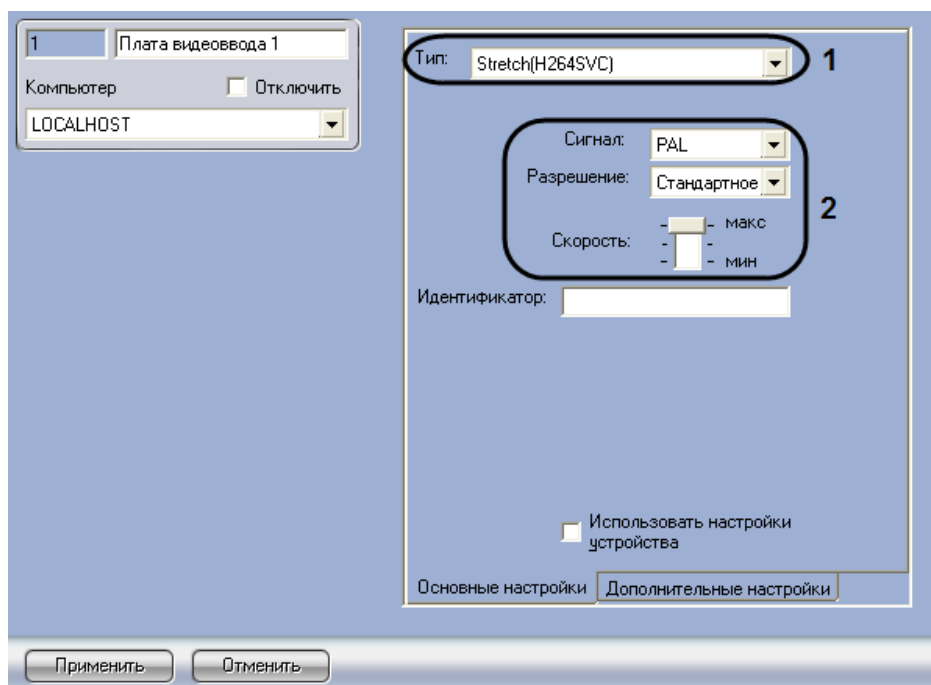 1 Плата видеоввода 1
Компьютер Отключить
LOCALHOST
Тип: Stretch(H264SVC) 1
Сигнал: PAL
Разрешение: Стандартное
2
Скорость: макс
мин
Идентификатор:
Использовать настройки
устройства
Основные настройки Дополнительные настройки
Применить Отменить